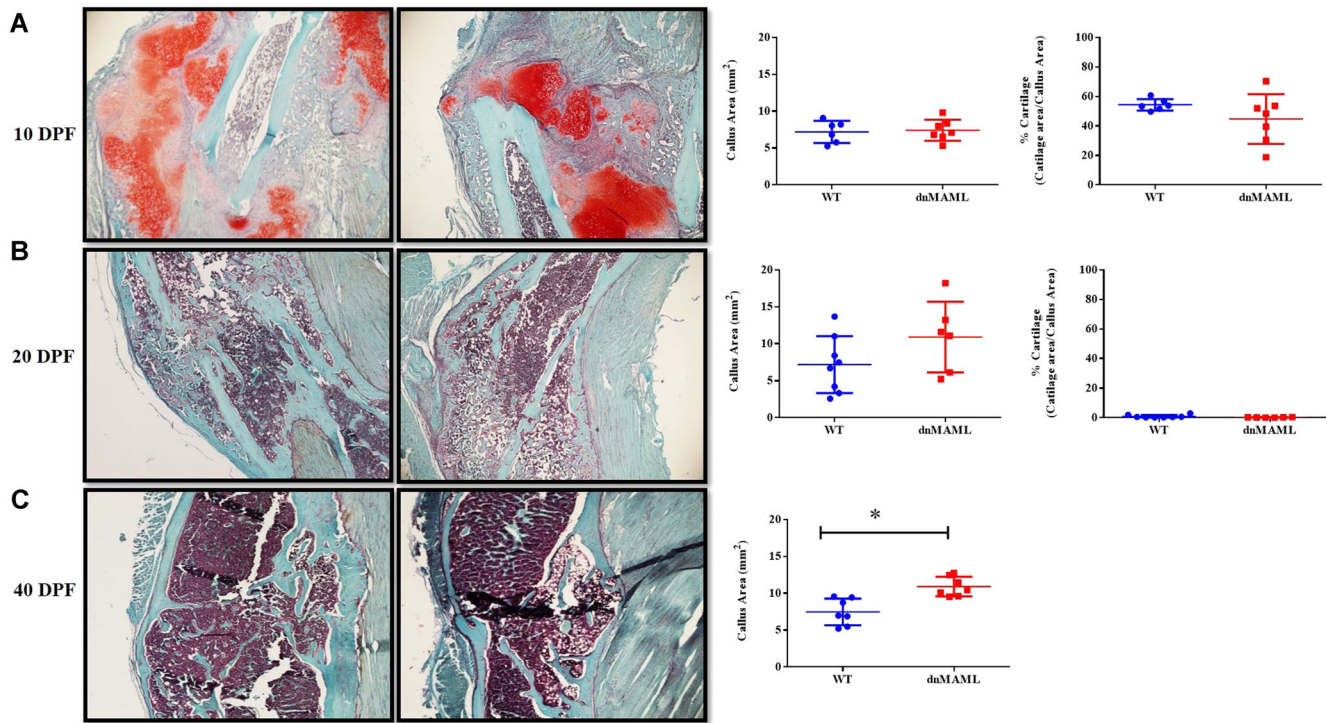 A
10 DPF
Callus Area (mm2)
20
15
10
5
0
WT
dnMAML
% Cartilage
(Catilage area/Callus Area)
100
80
60
40
20
0
WT
dnMAML
B
20 DPF
Callus Area (mm2)
20
15
10
5
0
WT
dnMAML
% Cartilage
(Catilage area/Callus Area)
100
80
60
40
20
0
WT
dnMAML
C
40 DPF
Callus Area (mm2)
20
15
10
5
0
*
WT
dnMAML